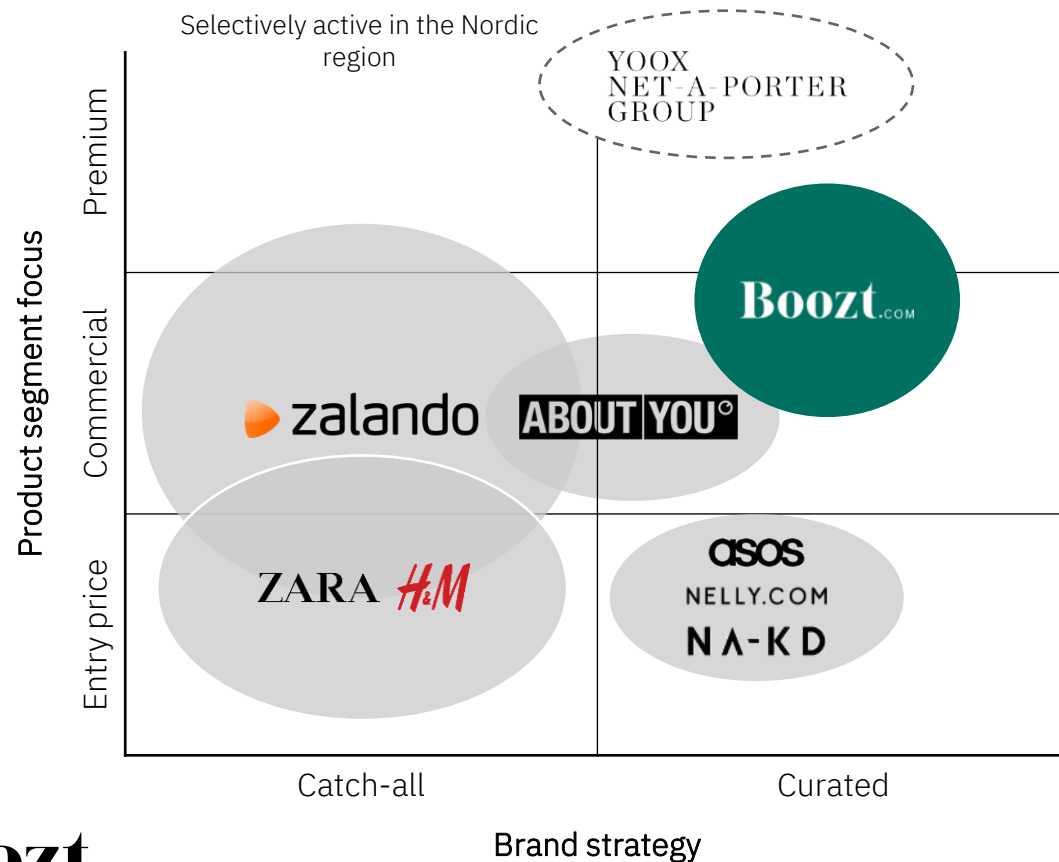 Selectively active in the Nordic
region
YOOX
NET-A-PORTER
GROUP
Product segment focus
Premium
Commercial
Entry price
Boozt.COM
zalando
ABOUT YOU
ZARA H&M
asos
NELLY.COM
NA-KD
Catch-all
Curated
Brand strategy